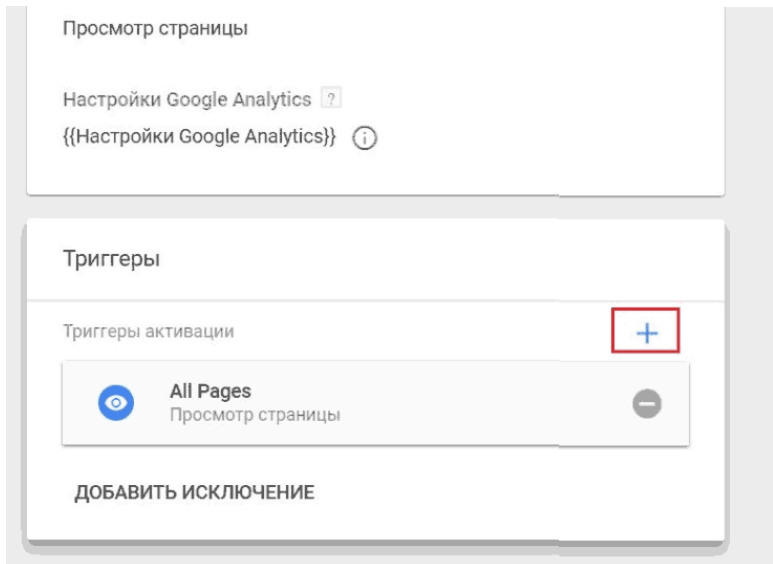 Просмотр страницы
Настройки Google Analytics ?
{{Настройки Google Analytics}}
Триггеры
Триггеры активации
All Pages
Просмотр страницы
ДОБАВИТЬ ИСКЛЮЧЕНИЕ